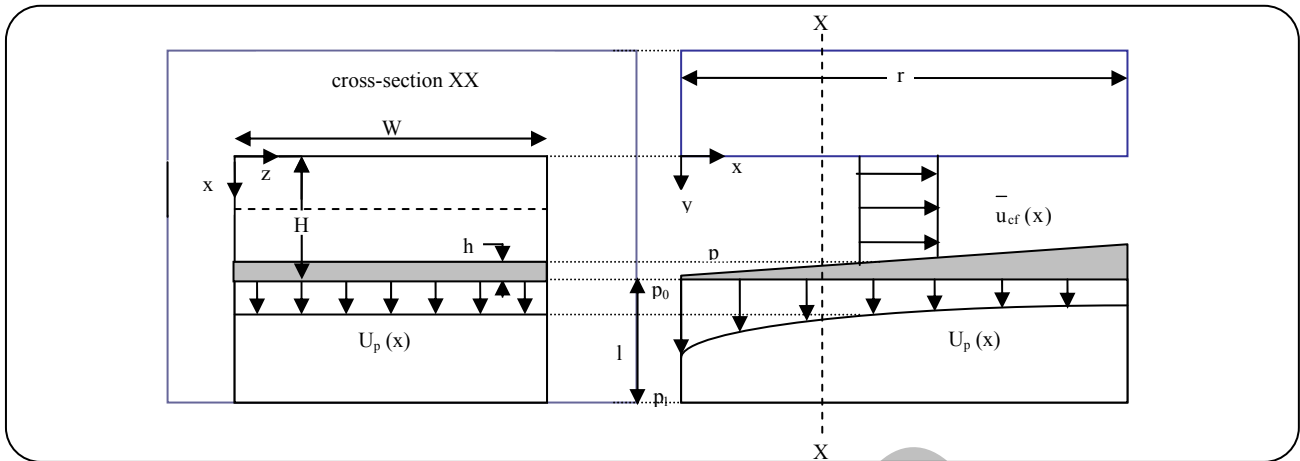 X
cross-section XX
r
W
z
x
x
y
H
h
u̅cf (x)
p
p₀
Uₚ (x)
Uₚ (x)
l
pₗ
X